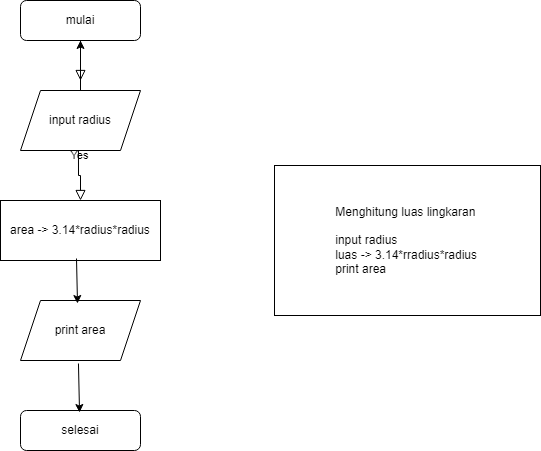 mulai
input radius
Yes
area -> 3.14*radius*radius
print area
selesai
Menghitung luas lingkaran
input radius
luas -> 3.14*rradius*radius
print area